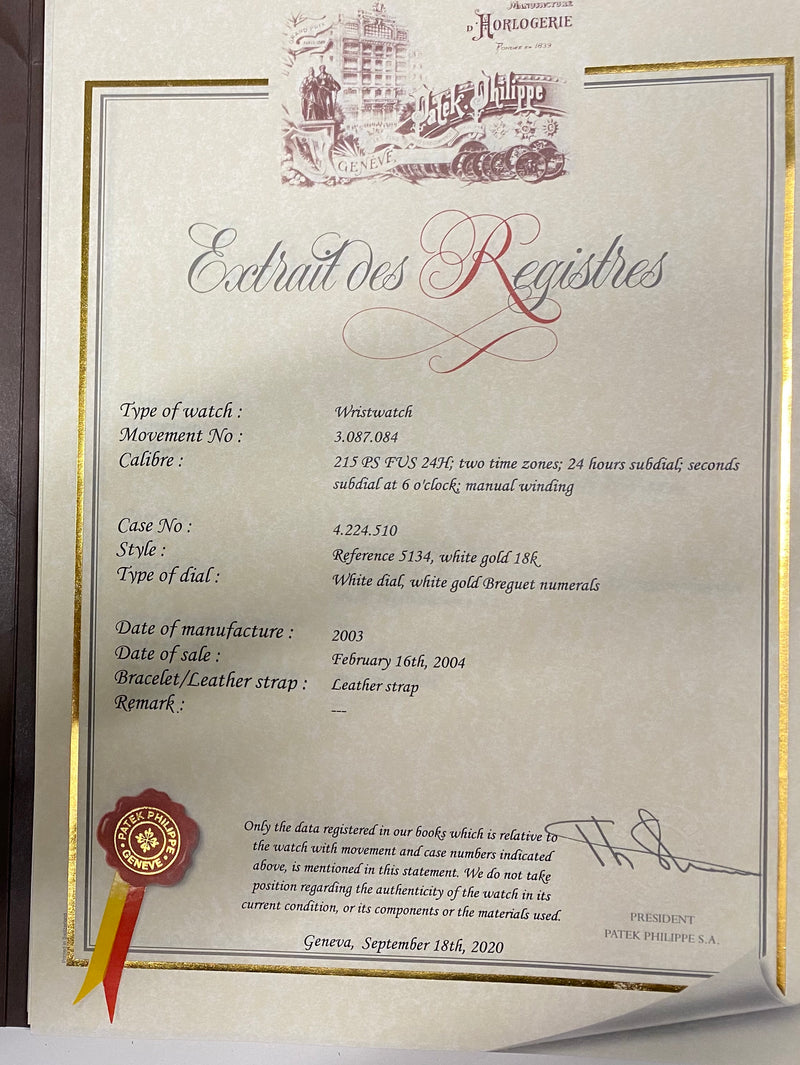 MANUFACTURE
D'HORLOGERIE
FONDÉE EN 1839
GRAND PRIX
Patek Philippe
GENÈVE
Extrait des Registres
Type of watch : Wristwatch
Movement No : 3.087.084
Calibre : 215 PS FUS 24H; two time zones; 24 hours subdial; seconds
subdial at 6 o'clock; manual winding
Case No : 4.224.510
Style : Reference 5134, white gold 18k
Type of dial : White dial, white gold Breguet numerals
Date of manufacture : 2003
Date of sale : February 16th, 2004
Bracelet/Leather strap : Leather strap
Remark : ---
PATEK PHILIPPE
GENEVE
Only the data registered in our books which is relative to
the watch with movement and case numbers indicated
above, is mentioned in this statement. We do not take
position regarding the authenticity of the watch in its
current condition, or its components or the materials used.
Geneva, September 18th, 2020
PRESIDENT
PATEK PHILIPPE S.A.